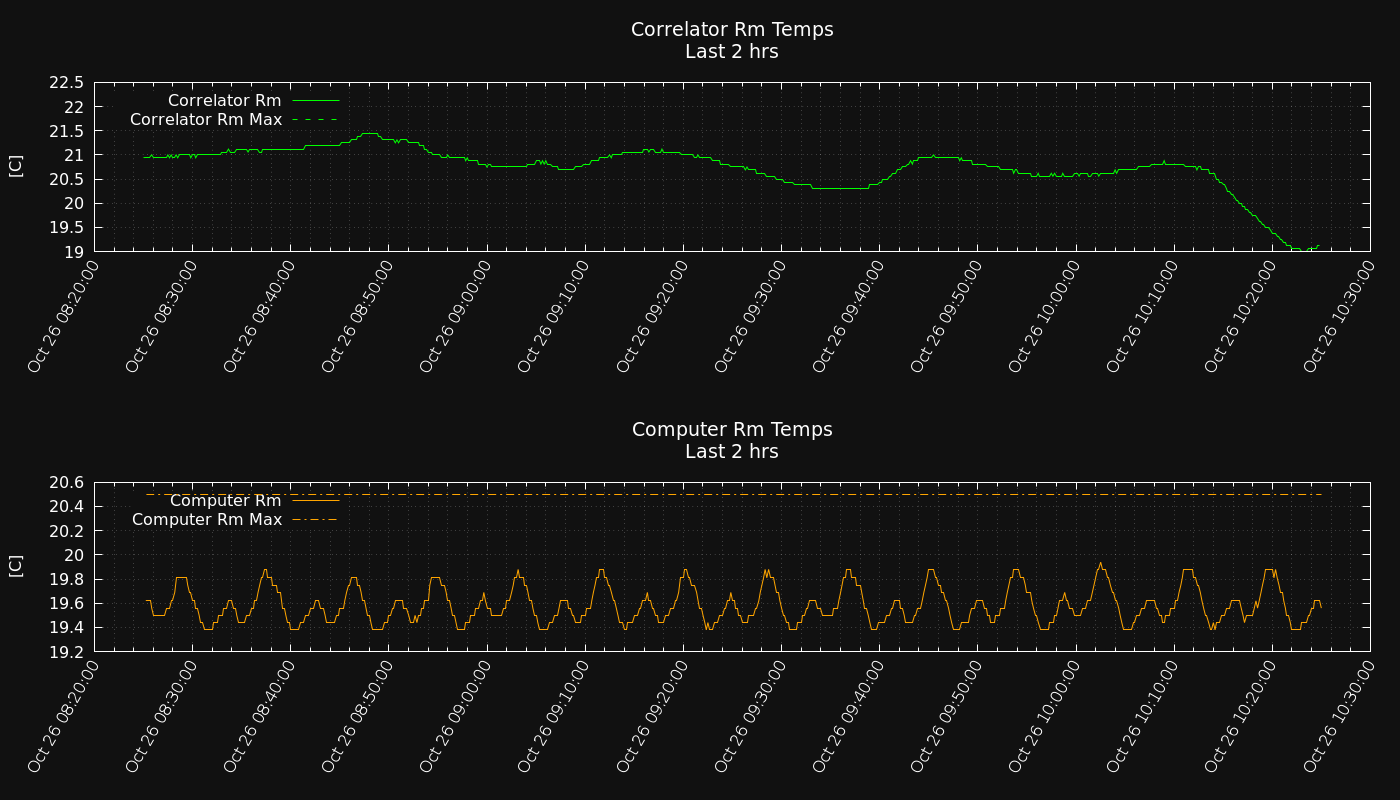 Correlator Rm Temps
Last 2 hrs
22.5
22
21.5
21
20.5
20
19.5
19
[C]
Correlator Rm
Correlator Rm Max
Oct 26 08:20:00
Oct 26 08:30:00
Oct 26 08:40:00
Oct 26 08:50:00
Oct 26 09:00:00
Oct 26 09:10:00
Oct 26 09:20:00
Oct 26 09:30:00
Oct 26 09:40:00
Oct 26 09:50:00
Oct 26 10:00:00
Oct 26 10:10:00
Oct 26 10:20:00
Oct 26 10:30:00
Computer Rm Temps
Last 2 hrs
20.6
20.4
20.2
20
19.8
19.6
19.4
19.2
[C]
Computer Rm
Computer Rm Max
Oct 26 08:20:00
Oct 26 08:30:00
Oct 26 08:40:00
Oct 26 08:50:00
Oct 26 09:00:00
Oct 26 09:10:00
Oct 26 09:20:00
Oct 26 09:30:00
Oct 26 09:40:00
Oct 26 09:50:00
Oct 26 10:00:00
Oct 26 10:10:00
Oct 26 10:20:00
Oct 26 10:30:00